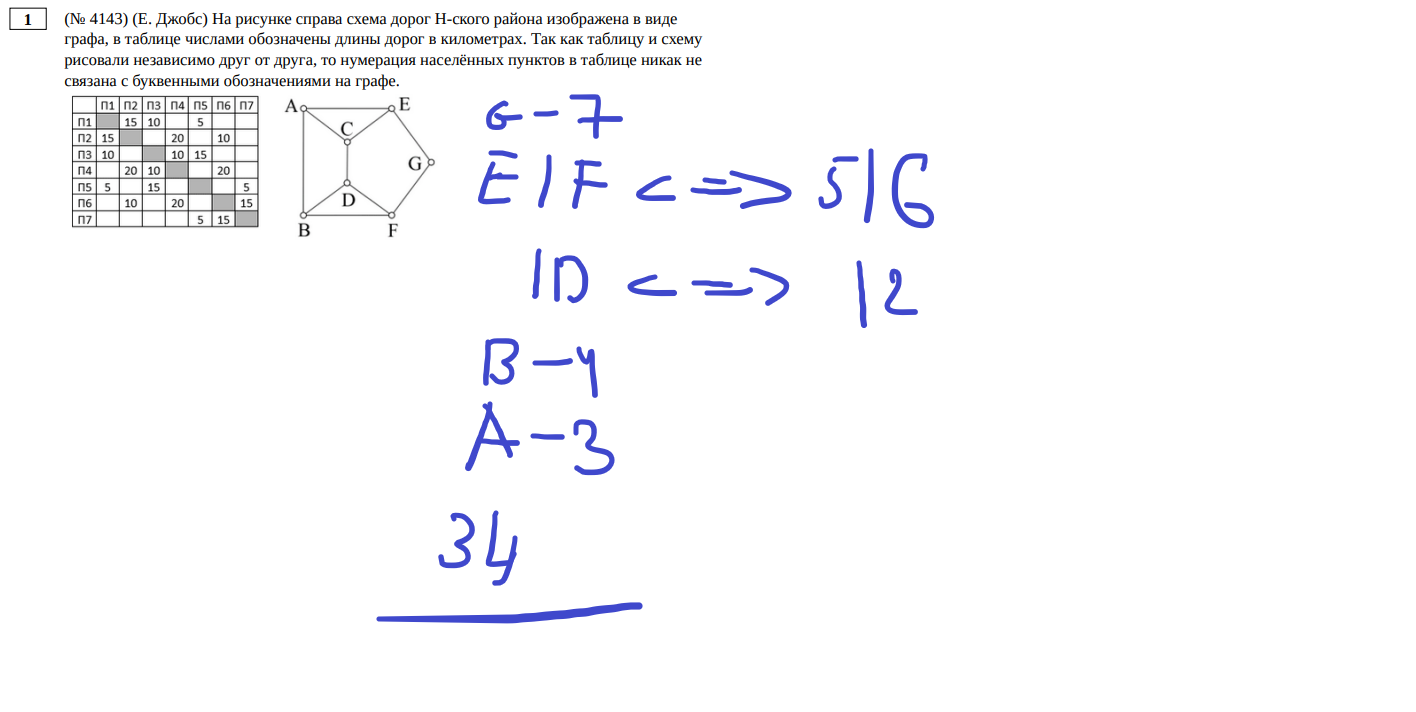 1
(№ 4143) (Е. Джобс) На рисунке справа схема дорог Н-ского района изображена в виде
графа, в таблице числами обозначены длины дорог в километрах. Так как таблицу и схему
рисовали независимо друг от друга, то нумерация населённых пунктов в таблице никак не
связана с буквенными обозначениями на графе.
П1 П2 П3 П4 П5 П6 П7
П1 15 10 5
П2 15 20 10
П3 10 10 15
П4 20 10 20
П5 5 15 5
П6 10 20 15
П7 5 15
A E
C
G
D
B F
G - 7
E / F <=> 5 / 6
/ D <=> / 2
B - 4
A - 3
34